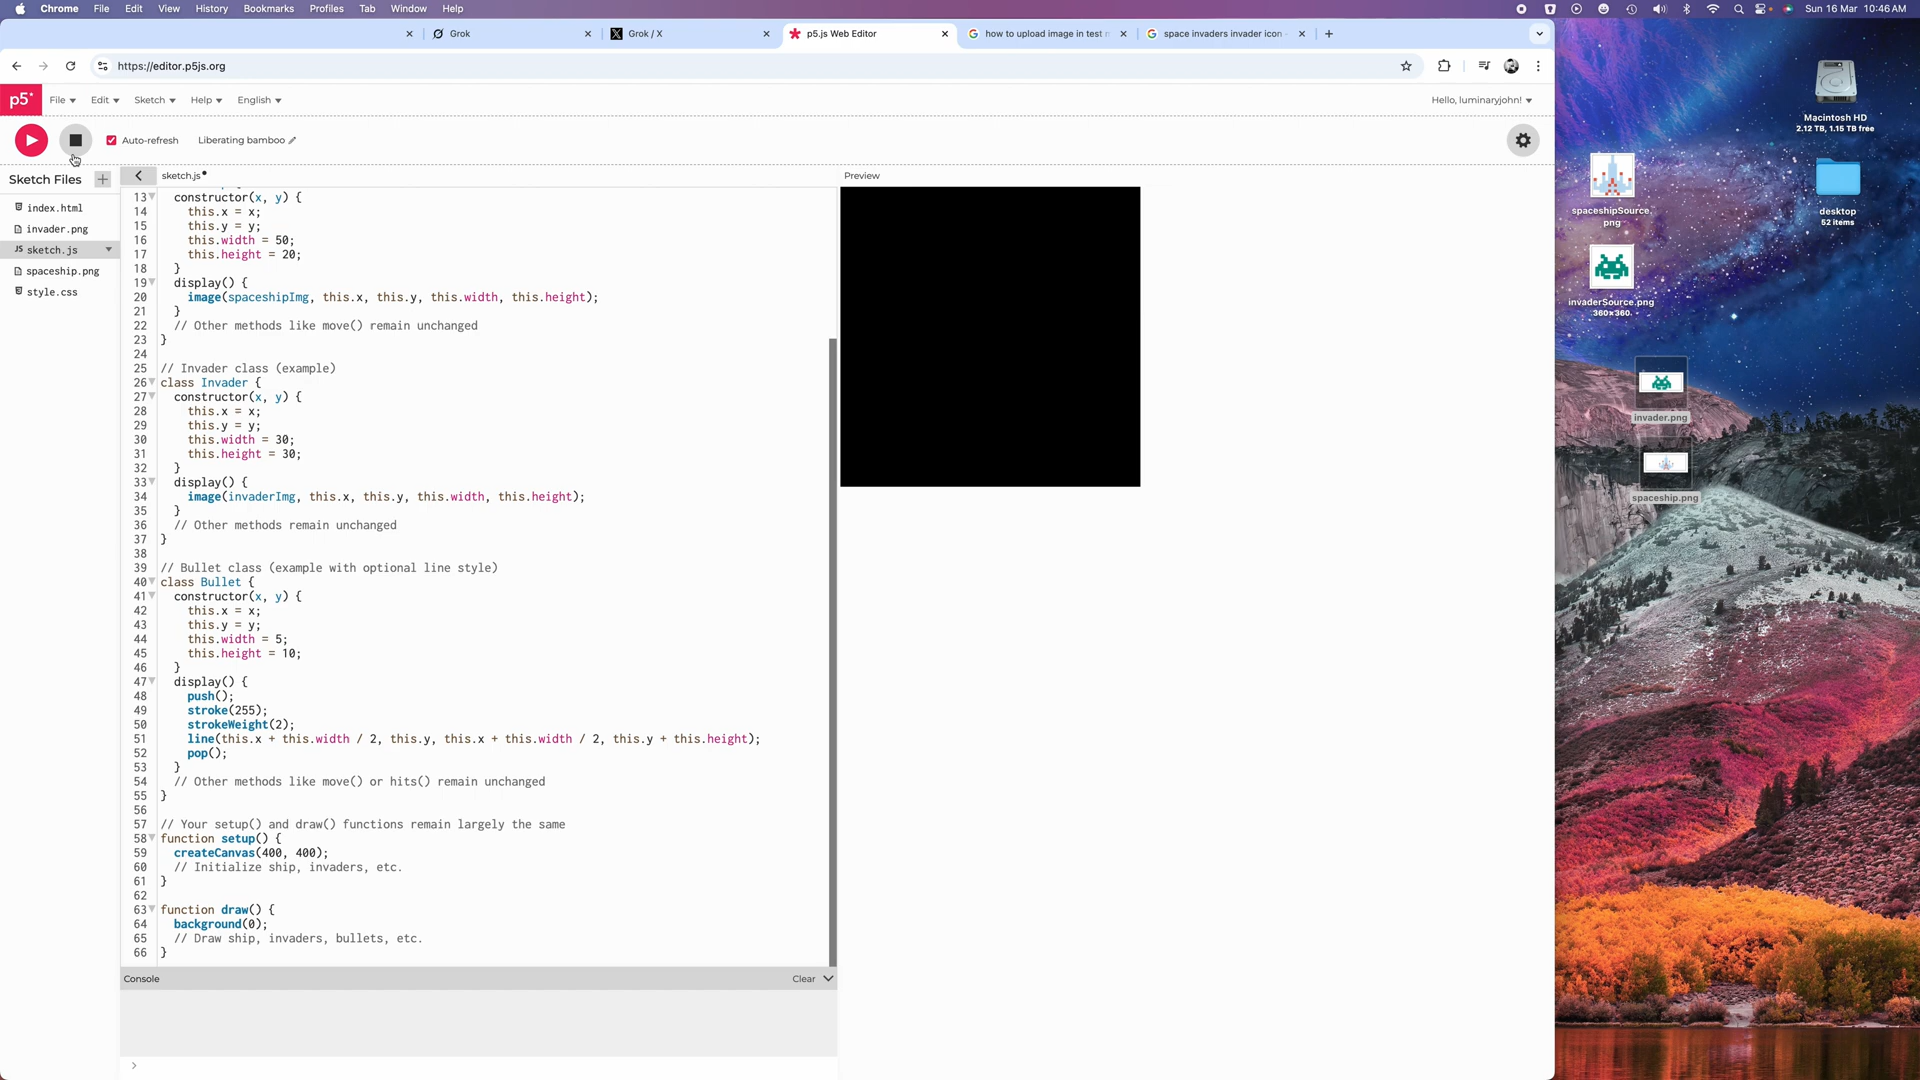 Chrome File Edit View History Bookmarks Profiles Tab Window Help Sun 16 Mar 10:46 AM
Grok
Grok / X
p5.js Web Editor
how to upload image in test n
space invaders invader icon -
https://editor.p5js.org
p5* File Edit Sketch Help English Hello, luminaryjohn!
Auto-refresh Liberating bamboo
Sketch Files
index.html
invader.png
JS sketch.js
spaceship.png
style.css
sketch.js
Preview
13 constructor(x, y) {
14 this.x = x;
15 this.y = y;
16 this.width = 50;
17 this.height = 20;
18 }
19 display() {
20 image(spaceshipImg, this.x, this.y, this.width, this.height);
21 }
22 // Other methods like move() remain unchanged
23 }
24
25 // Invader class (example)
26 class Invader {
27 constructor(x, y) {
28 this.x = x;
29 this.y = y;
30 this.width = 30;
31 this.height = 30;
32 }
33 display() {
34 image(invaderImg, this.x, this.y, this.width, this.height);
35 }
36 // Other methods remain unchanged
37 }
38
39 // Bullet class (example with optional line style)
40 class Bullet {
41 constructor(x, y) {
42 this.x = x;
43 this.y = y;
44 this.width = 5;
45 this.height = 10;
46 }
47 display() {
48 push();
49 stroke(255);
50 strokeWeight(2);
51 line(this.x + this.width / 2, this.y, this.x + this.width / 2, this.y + this.height);
52 pop();
53 }
54 // Other methods like move() or hits() remain unchanged
55 }
56
57 // Your setup() and draw() functions remain largely the same
58 function setup() {
59 createCanvas(400, 400);
60 // Initialize ship, invaders, etc.
61 }
62
63 function draw() {
64 background(0);
65 // Draw ship, invaders, bullets, etc.
66 }
Console Clear
>
Macintosh HD
2.12 TB, 1.15 TB free
spaceshipSource.
png
desktop
52 items
invaderSource.png
360×360
invader.png
spaceship.png